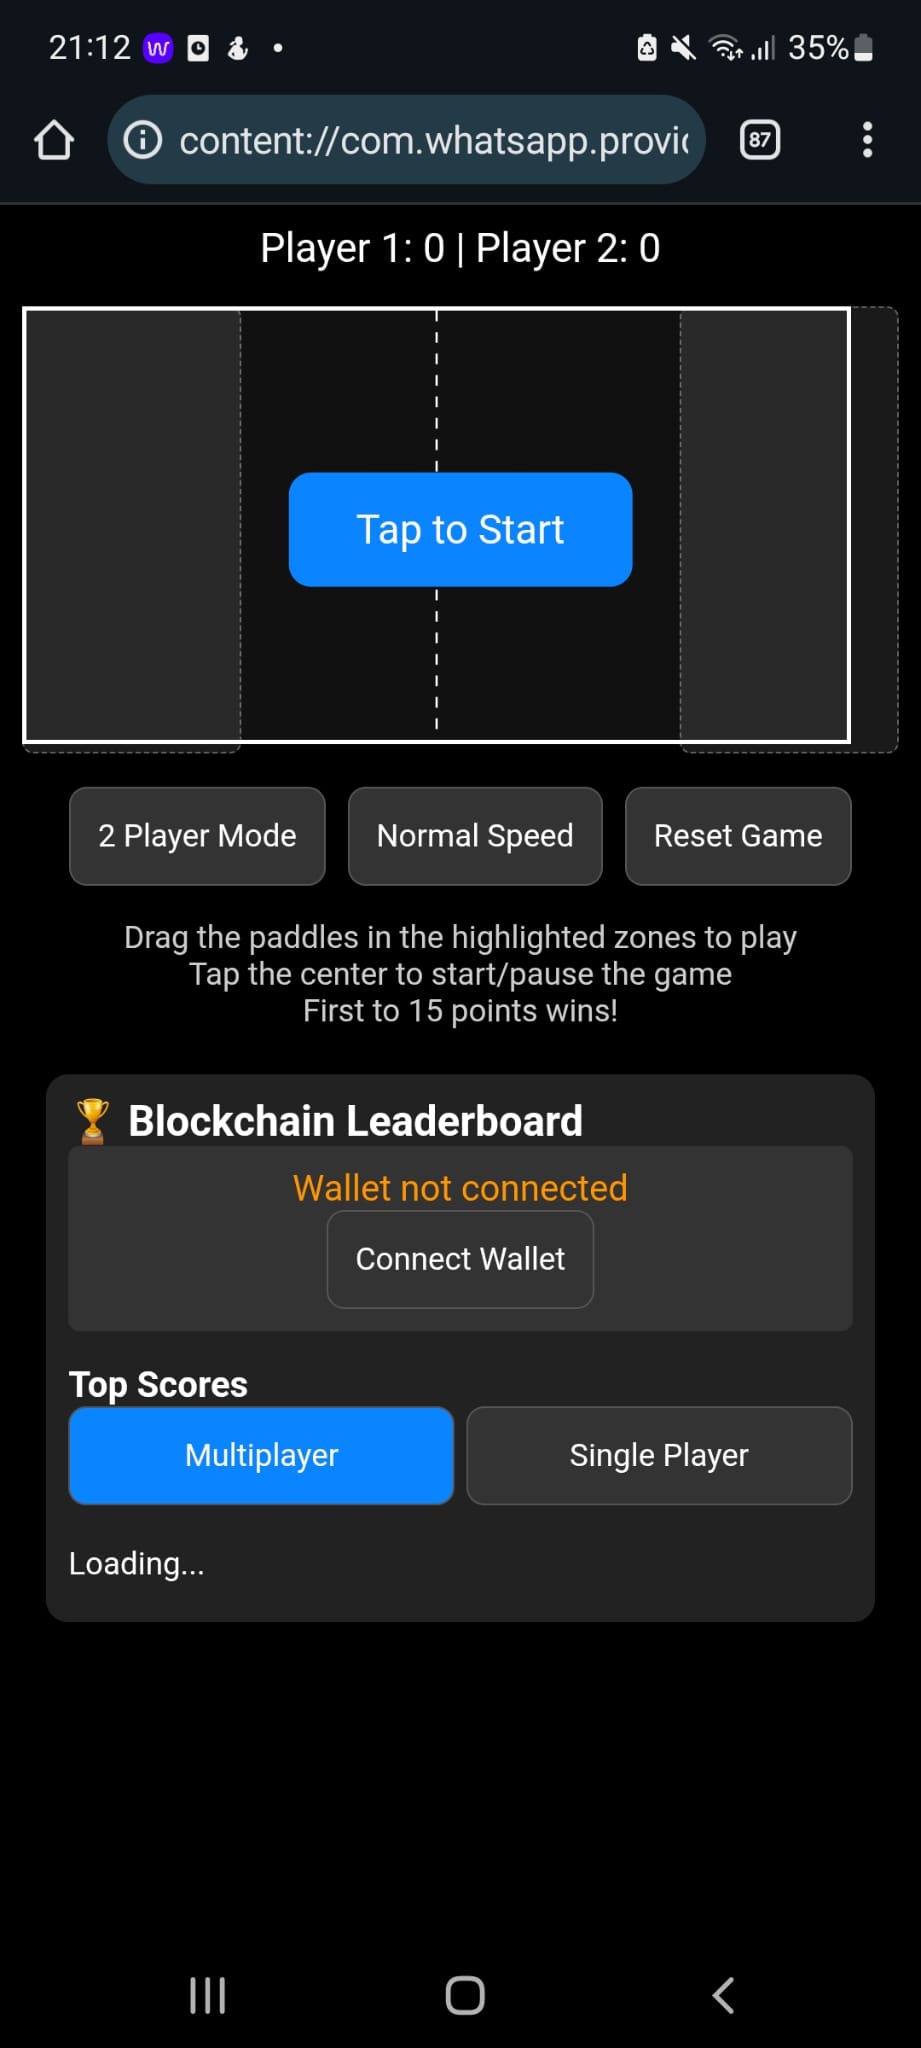 21:12
35%
content://com.whatsapp.provid
87
Player 1: 0 | Player 2: 0
Tap to Start
2 Player Mode
Normal Speed
Reset Game
Drag the paddles in the highlighted zones to play
Tap the center to start/pause the game
First to 15 points wins!
🏆 Blockchain Leaderboard
Wallet not connected
Connect Wallet
Top Scores
Multiplayer
Single Player
Loading...